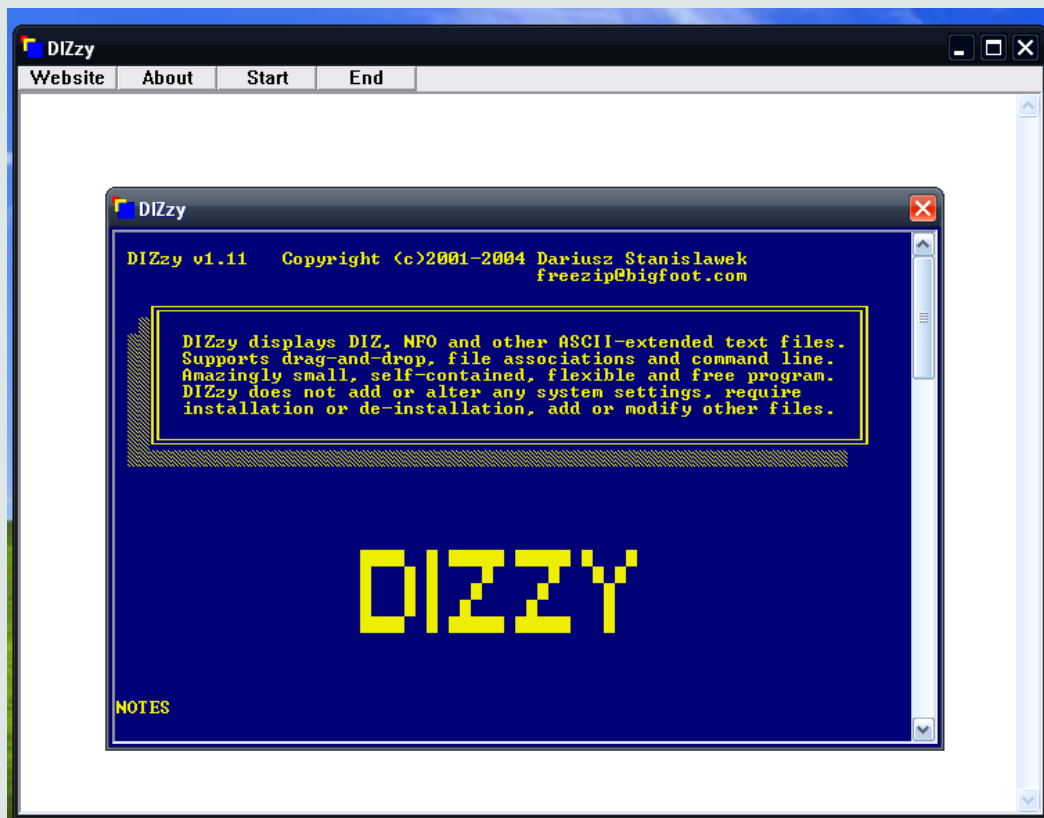 DIZzy
Website About Start End
DIZzy
DIZzy v1.11 Copyright (c)2001-2004 Dariusz Stanislawek
freezip@bigfoot.com
DIZzy displays DIZ, NFO and other ASCII-extended text files.
Supports drag-and-drop, file associations and command line.
Amazingly small, self-contained, flexible and free program.
DIZzy does not add or alter any system settings, require
installation or de-installation, add or modify other files.
DIZZY
NOTES